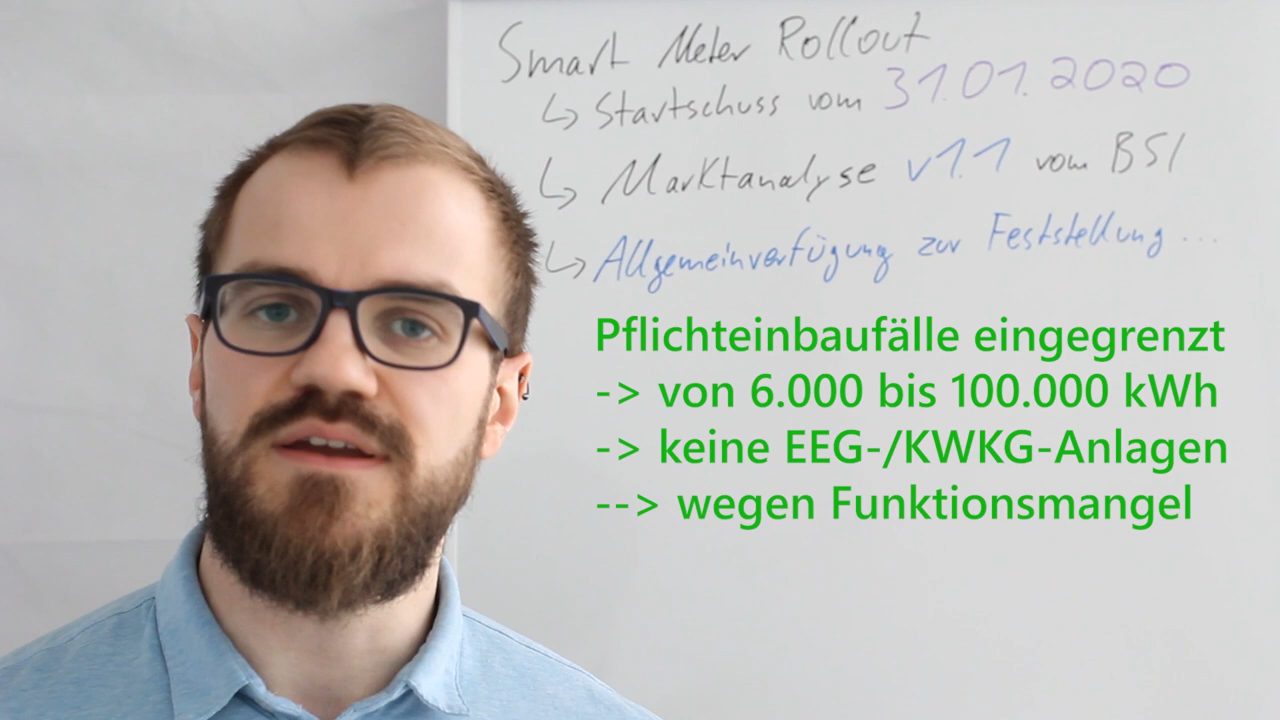 Smart Meter Rollout
↳ Startschuss vom 31.01.2020
↳ Marktanalyse v1.1 vom BSI
↳ Allgemeinverfügung zur Feststellung ...
Pflichteinbaufälle eingegrenzt
-> von 6.000 bis 100.000 kWh
-> keine EEG-/KWKG-Anlagen
--> wegen Funktionsmangel